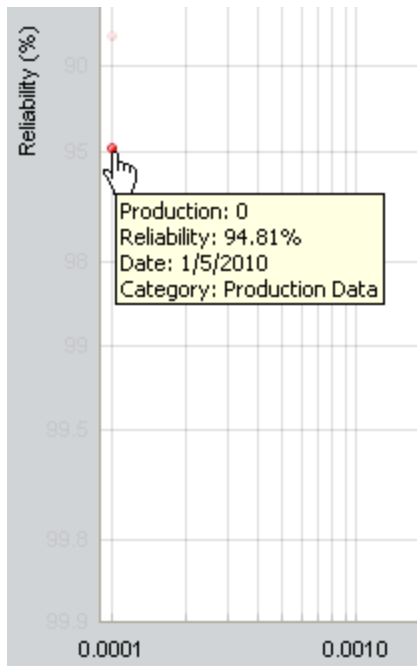 Reliability (%)
90
95
Production: 0
Reliability: 94.81%
Date: 1/5/2010
Category: Production Data
98
99
99.5
99.8
99.9
0.0001
0.0010